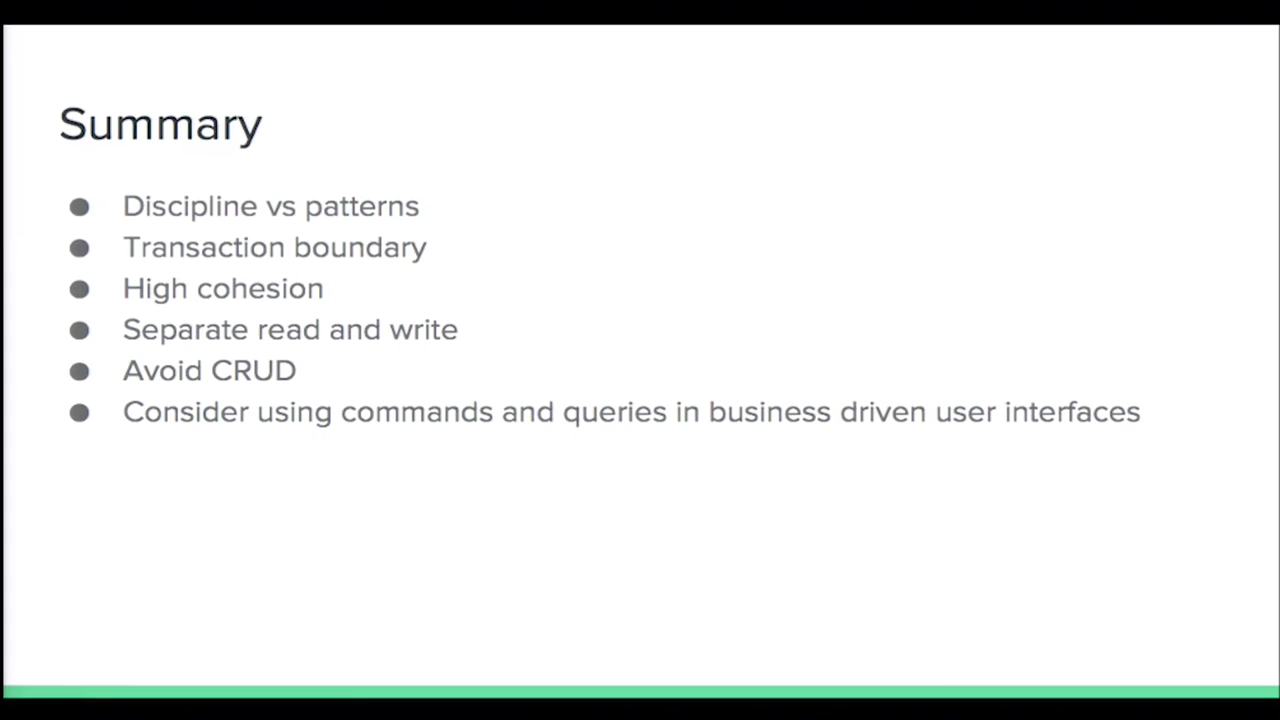 Summary
● Discipline vs patterns
● Transaction boundary
● High cohesion
● Separate read and write
● Avoid CRUD
● Consider using commands and queries in business driven user interfaces